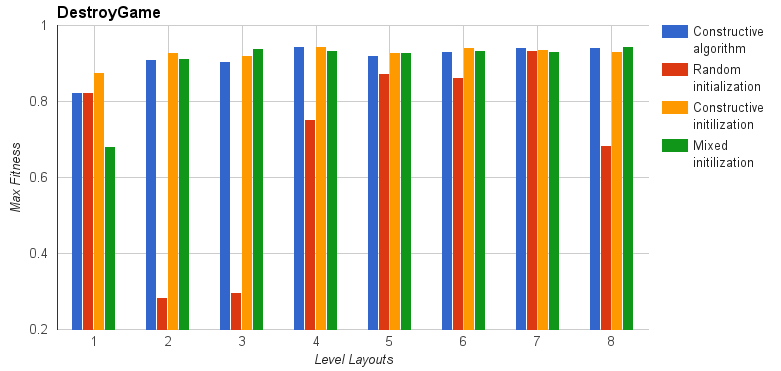 DestroyGame
1
0.8
0.6
0.4
0.2
Max Fitness
1 2 3 4 5 6 7 8
Level Layouts
Constructive
algorithm
Random
initialization
Constructive
initilization
Mixed
initilization